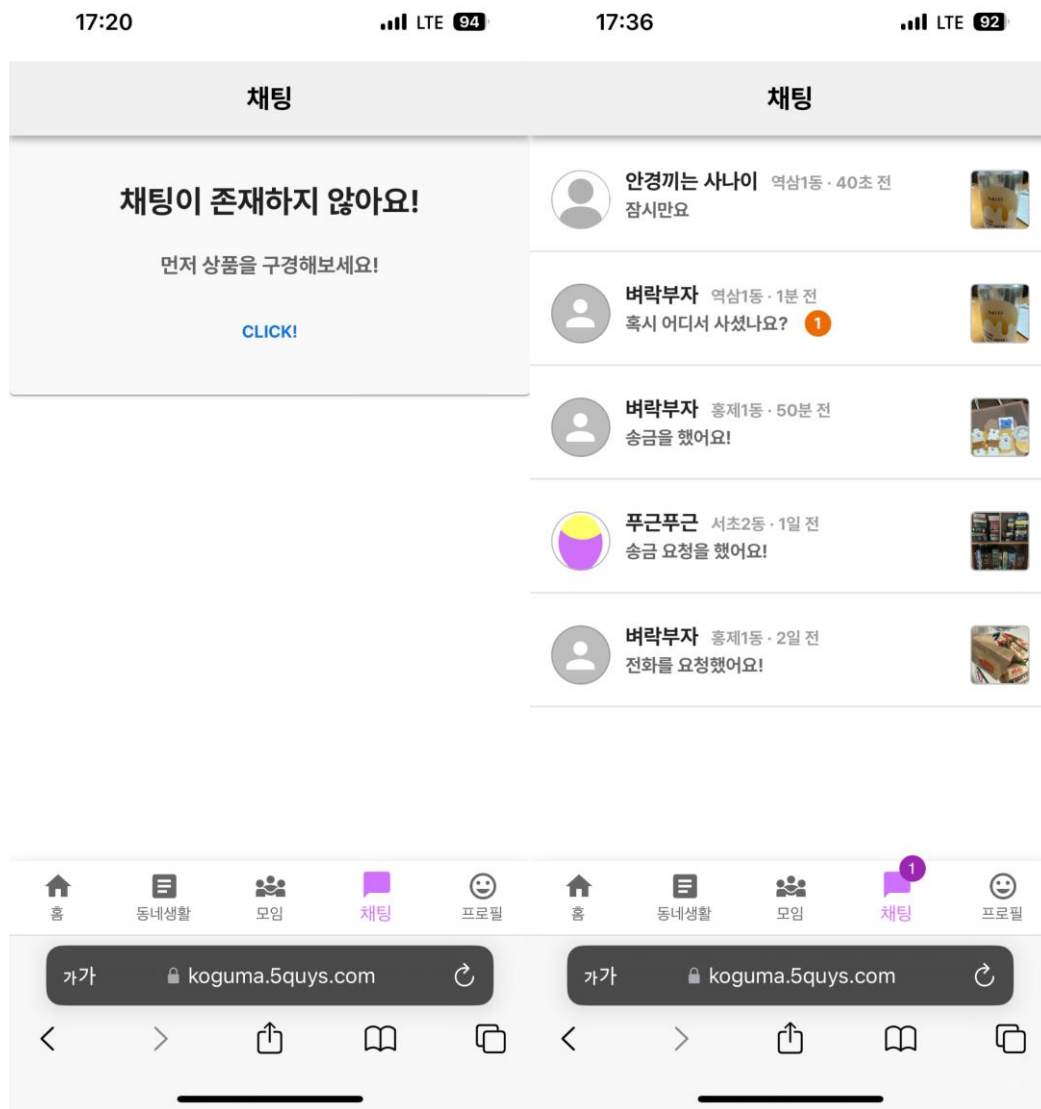 17:20
LTE 94
채팅
채팅이 존재하지 않아요!
먼저 상품을 구경해보세요!
CLICK!
홈
동네생활
모임
채팅
프로필
가가
koguma.5quys.com
17:36
LTE 92
채팅
안경끼는 사나이 역삼1동 · 40초 전
잠시만요
벼락부자 역삼1동 · 1분 전
혹시 어디서 사셨나요? 1
벼락부자 홍제1동 · 50분 전
송금을 했어요!
푸근푸근 서초2동 · 1일 전
송금 요청을 했어요!
벼락부자 홍제1동 · 2일 전
전화를 요청했어요!
1
홈
동네생활
모임
채팅
프로필
가가
koguma.5quys.com